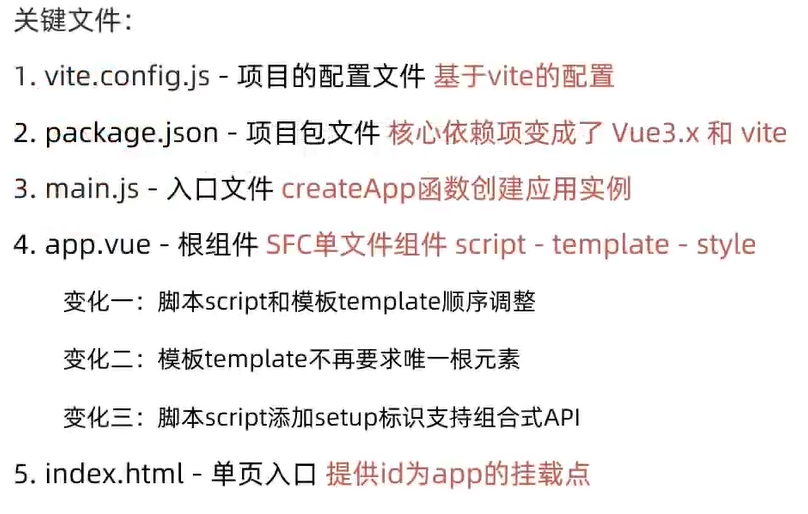 关键文件：
1. vite.config.js - 项目的配置文件 基于vite的配置
2. package.json - 项目包文件 核心依赖项变成了 Vue3.x 和 vite
3. main.js - 入口文件 createApp函数创建应用实例
4. app.vue - 根组件 SFC单文件组件 script - template - style
变化一：脚本script和模板template顺序调整
变化二：模板template不再要求唯一根元素
变化三：脚本script添加setup标识支持组合式API
5. index.html - 单页入口 提供id为app的挂载点